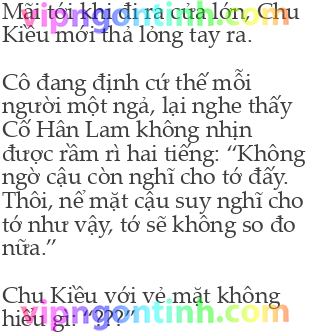 Mãi tới khi đi ra cửa lớn, Chu
Kiều mới thả lỏng tay ra.
vipngontinh.com
Cô đang định cứ thế mỗi
người một ngả, lại nghe thấy
Cố Hân Lam không nhịn
được rầm rì hai tiếng: “Không
ngờ cậu còn nghĩ cho tớ đấy.
Thôi, nể mặt cậu suy nghĩ cho
tớ như vậy, tớ sẽ không so đo
nữa.”
Chu Kiều với vẻ mặt không
hiểu gì: “???”
vipngontinh.com